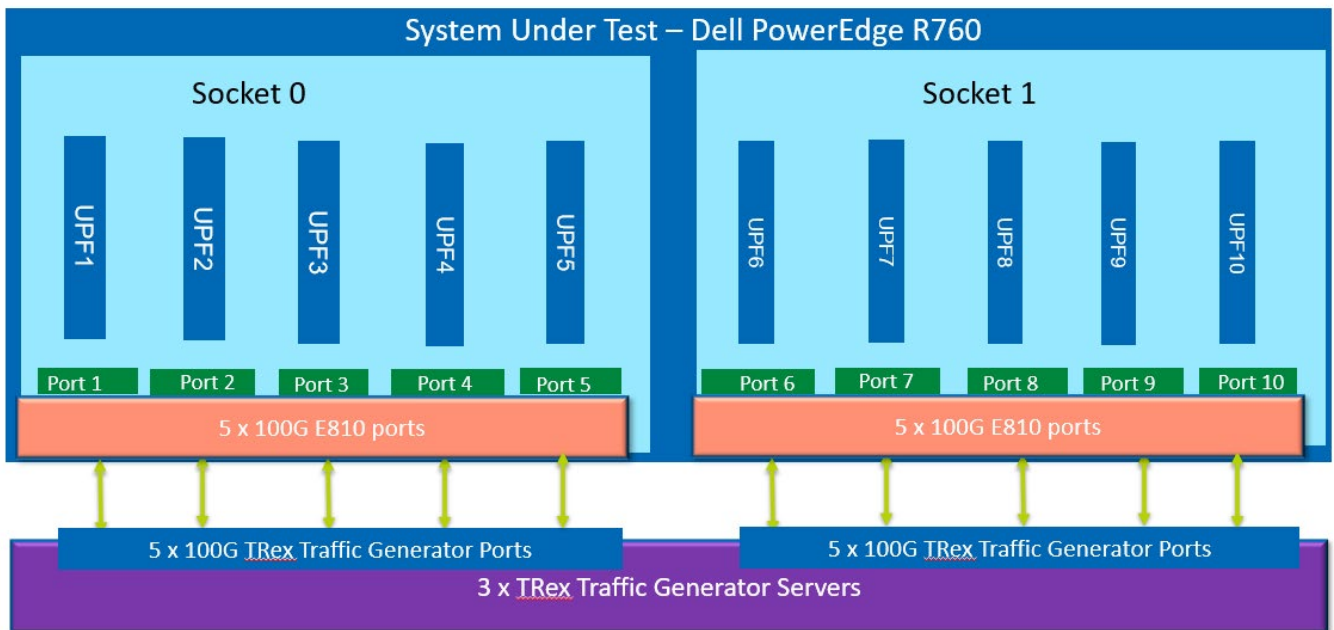 System Under Test – Dell PowerEdge R760
Socket 0
Socket 1
UPF1
UPF2
UPF3
UPF4
UPF5
UPF6
UPF7
UPF8
UPF9
UPF10
Port 1
Port 2
Port 3
Port 4
Port 5
Port 6
Port 7
Port 8
Port 9
Port 10
5 x 100G E810 ports
5 x 100G E810 ports
5 x 100G TRex Traffic Generator Ports
5 x 100G TRex Traffic Generator Ports
3 x TRex Traffic Generator Servers